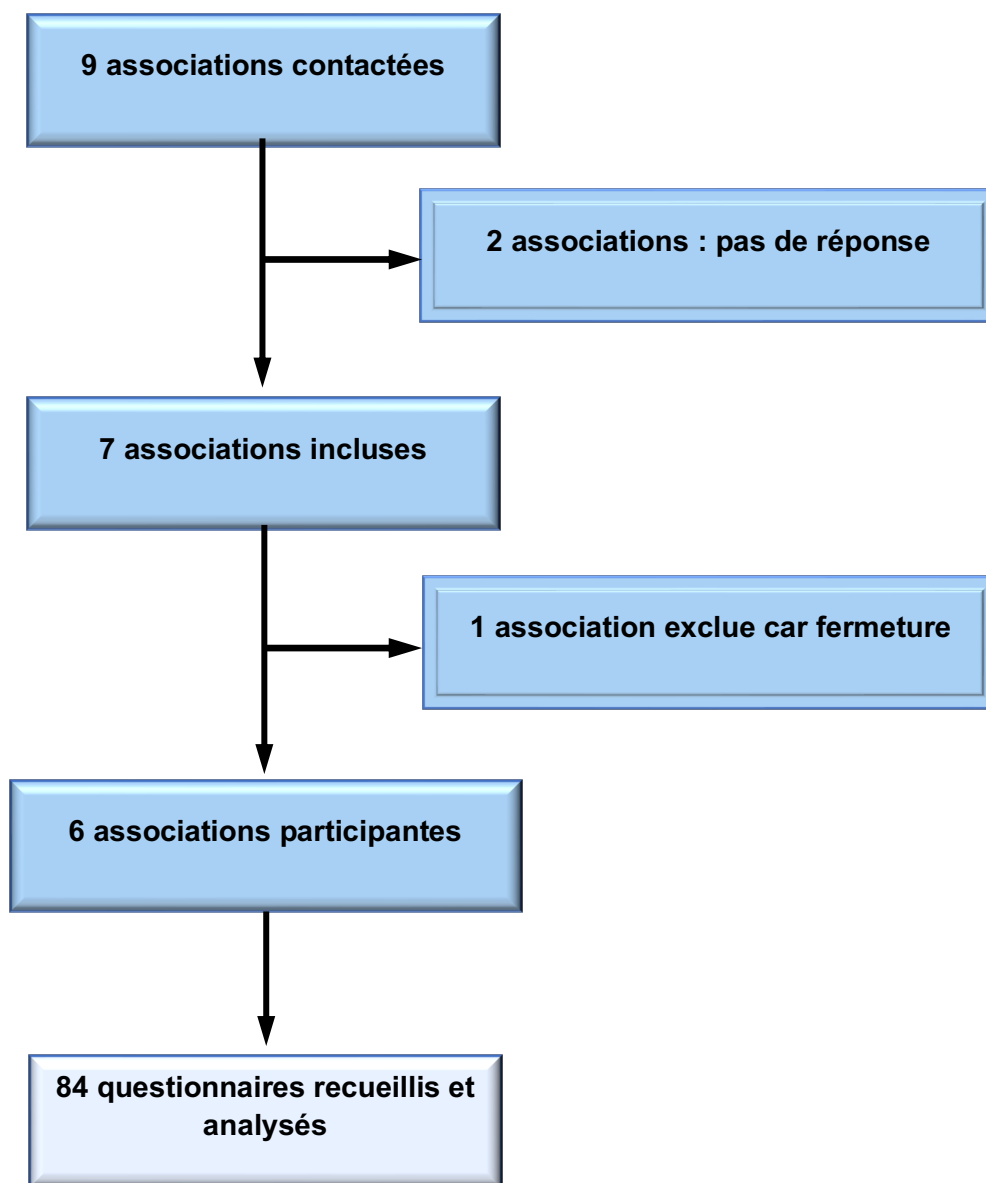 9 associations contactées
2 associations : pas de réponse
7 associations incluses
1 association exclue car fermeture
6 associations participantes
84 questionnaires recueillis et
analysés